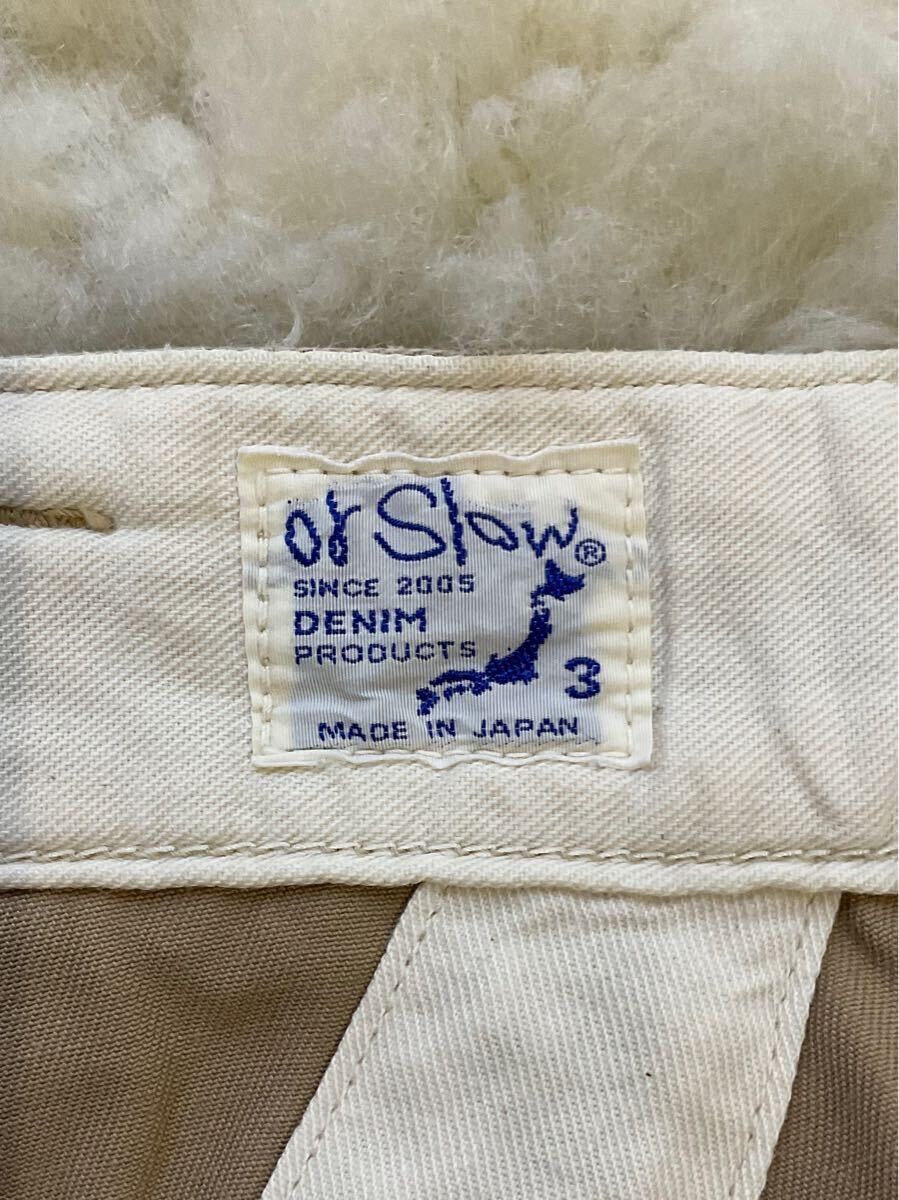 or Slow®
SINCE 2005
DENIM
PRODUCTS
3
MADE IN JAPAN